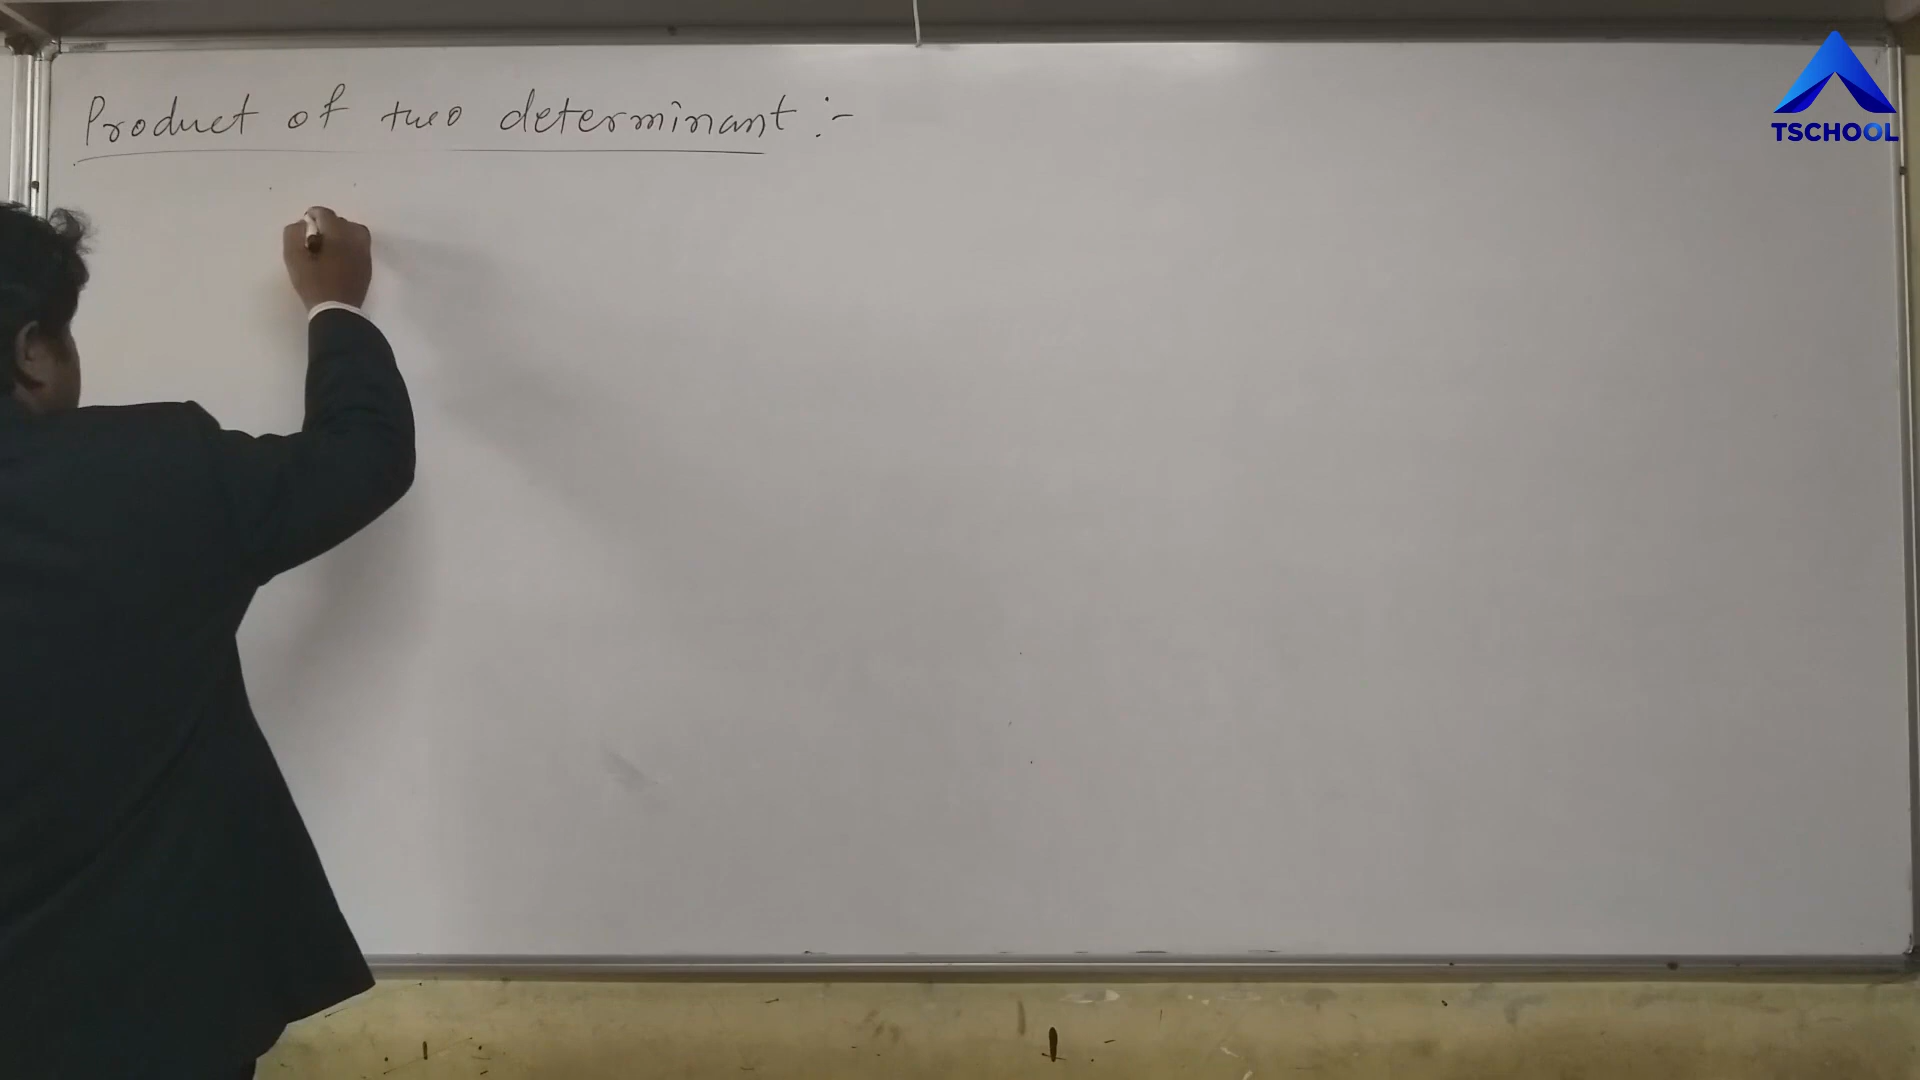 Product of two determinant :-
TSCHOOL